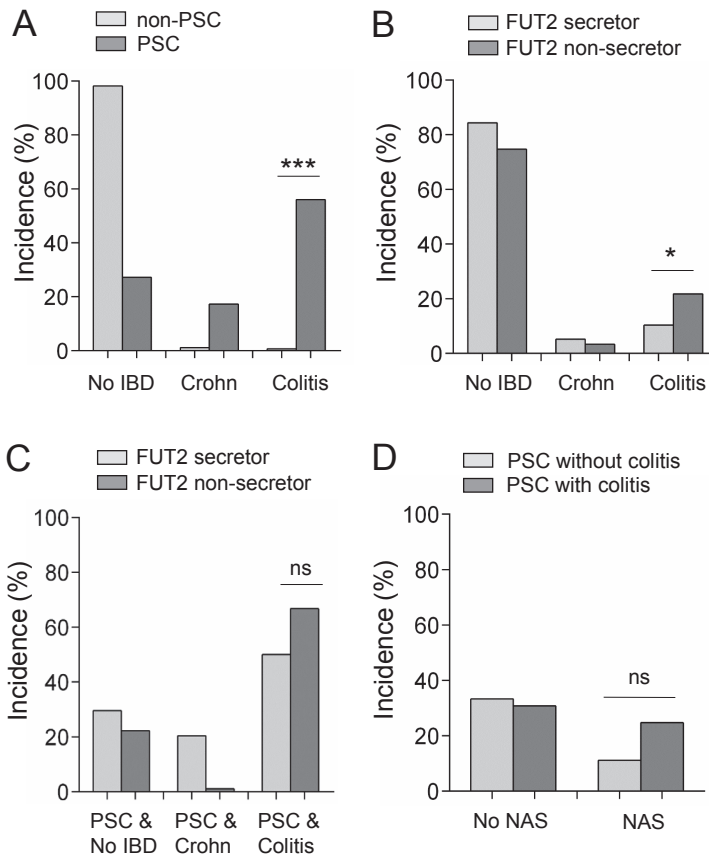 A
non-PSC
PSC
Incidence (%)
100
80
60
40
20
0
***
No IBD Crohn Colitis
B
FUT2 secretor
FUT2 non-secretor
Incidence (%)
100
80
60
40
20
0
*
No IBD Crohn Colitis
C
FUT2 secretor
FUT2 non-secretor
Incidence (%)
100
80
60
40
20
0
ns
PSC & PSC & PSC &
No IBD Crohn Colitis
D
PSC without colitis
PSC with colitis
Incidence (%)
100
80
60
40
20
0
ns
No NAS NAS